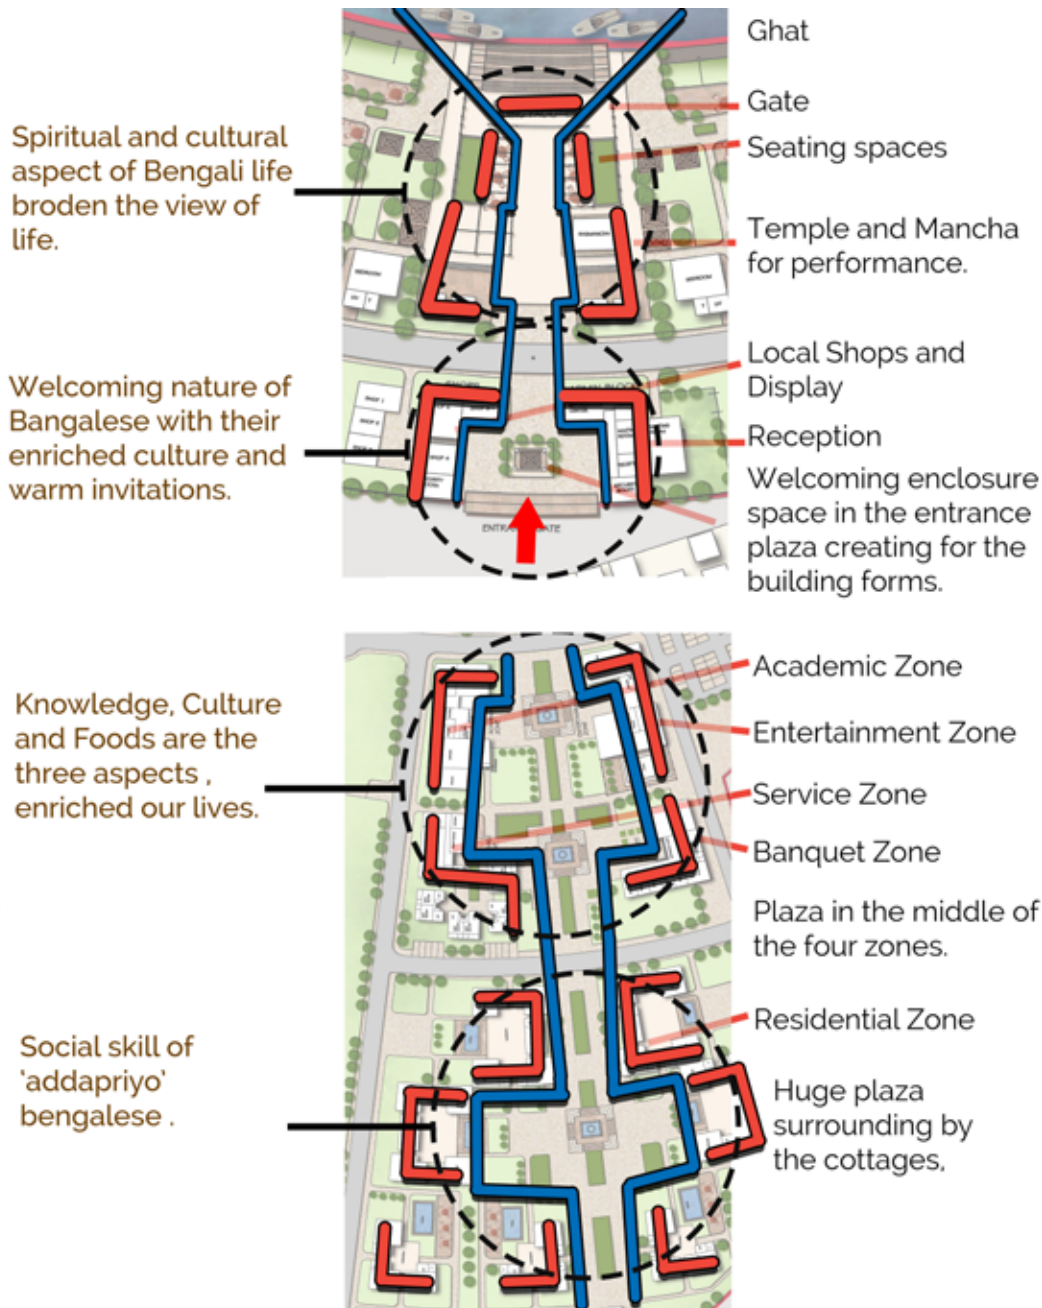 Ghat
Gate
Seating spaces
Spiritual and cultural
aspect of Bengali life
broden the view of
life.
Temple and Mancha
for performance.
BEDROOM
BEDROOM
Local Shops and
Display
Welcoming nature of
Bangalese with their
enriched culture and
warm invitations.
SHOP 1
Reception
Welcoming enclosure
space in the entrance
plaza creating for the
building forms.
Academic Zone
Entertainment Zone
Knowledge, Culture
and Foods are the
three aspects ,
enriched our lives.
Service Zone
Banquet Zone
Plaza in the middle of
the four zones.
Residential Zone
Social skill of
'addapriyo'
bengalese .
Huge plaza
surrounding by
the cottages,